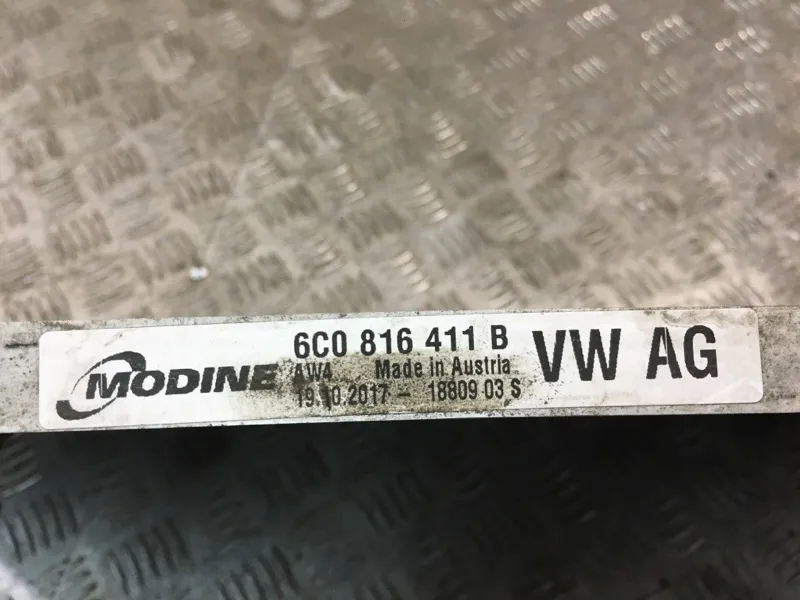 MODINE
6C0 816 411 B
AW4 Made in Austria
19.10.2017 - 18809 03 S
VW AG